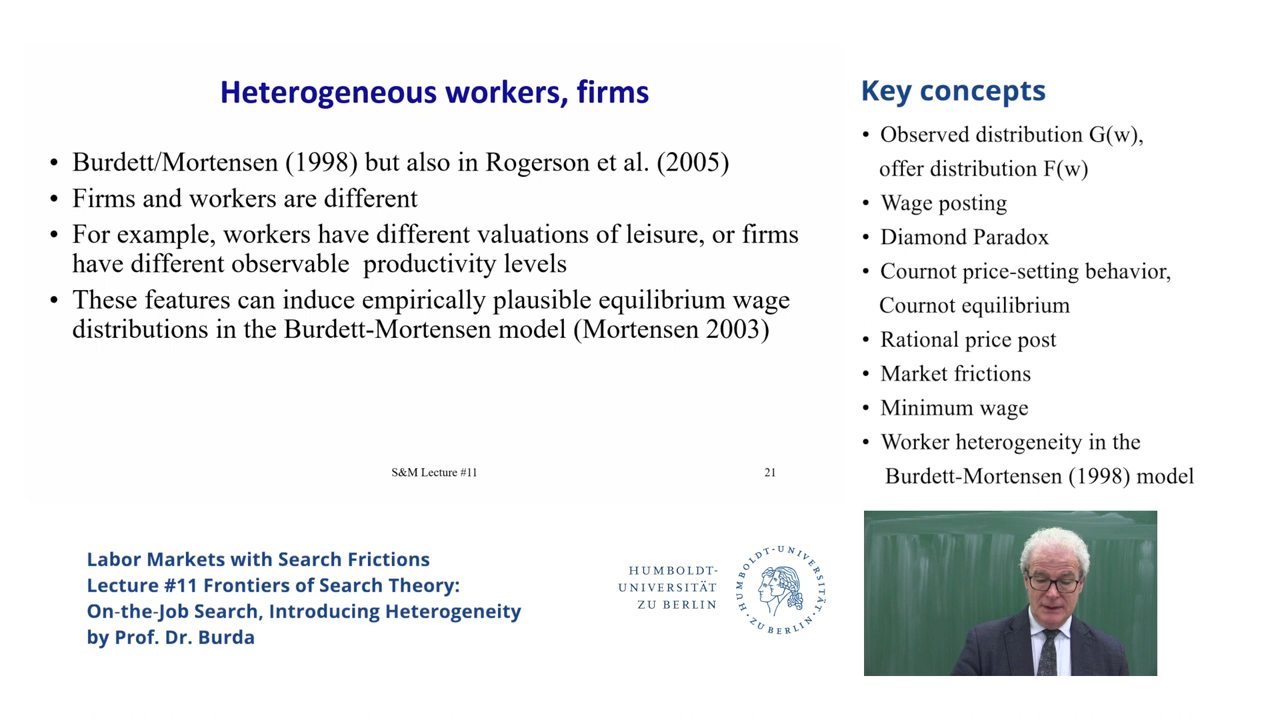 Heterogeneous workers, firms
• Burdett/Mortensen (1998) but also in Rogerson et al. (2005)
• Firms and workers are different
• For example, workers have different valuations of leisure, or firms
have different observable  productivity levels
• These features can induce empirically plausible equilibrium wage
distributions in the Burdett-Mortensen model (Mortensen 2003)
S&M Lecture #11
21
Key concepts
• Observed distribution G(w),
offer distribution F(w)
• Wage posting
• Diamond Paradox
• Cournot price-setting behavior,
Cournot equilibrium
• Rational price post
• Market frictions
• Minimum wage
• Worker heterogeneity in the
Burdett-Mortensen (1998) model
Labor Markets with Search Frictions
Lecture #11 Frontiers of Search Theory:
On-the-Job Search, Introducing Heterogeneity
by Prof. Dr. Burda
HUMBOLDT-
UNIVERSITÄT
ZU BERLIN
HUMBOLDT-UNIVERSITÄT
ZU BERLIN